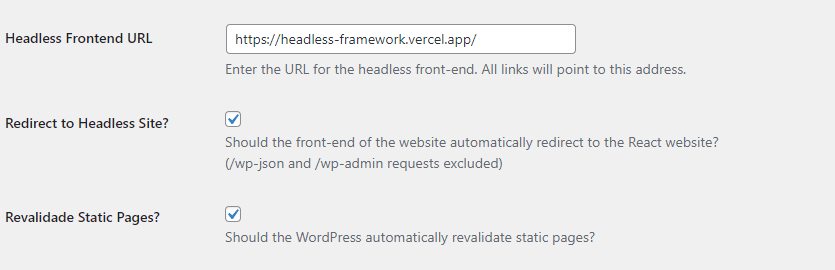 Headless Frontend URL
https://headless-framework.vercel.app/
Enter the URL for the headless front-end. All links will point to this address.
Redirect to Headless Site?
Should the front-end of the website automatically redirect to the React website?
(/wp-json and /wp-admin requests excluded)
Revalidade Static Pages?
Should the WordPress automatically revalidate static pages?